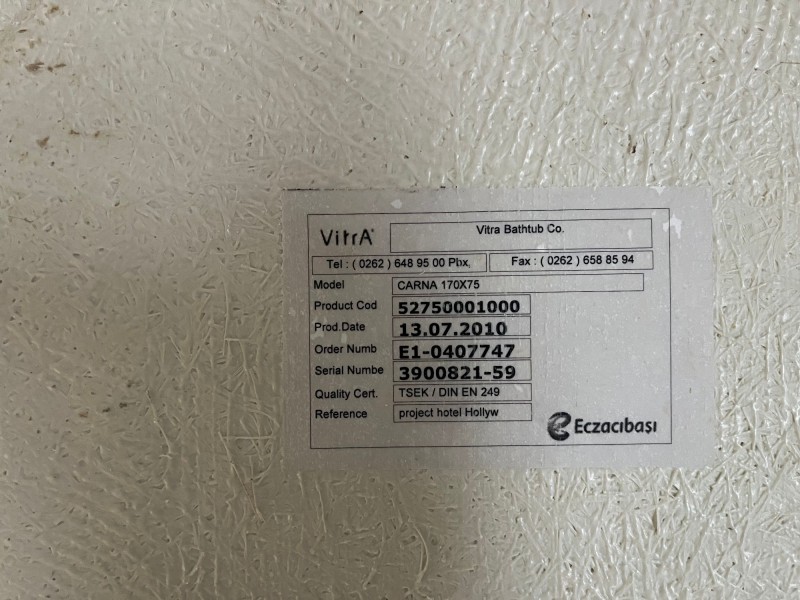 VitrA
Vitra Bathtub Co.
Tel : ( 0262 ) 648 95 00 Pbx, Fax : ( 0262 ) 658 85 94
Model CARNA 170X75
Product Cod 52750001000
Prod.Date 13.07.2010
Order Numb E1-0407747
Serial Numbe 3900821-59
Quality Cert. TSEK / DIN EN 249
Reference project hotel Hollyw
Eczacıbaşı